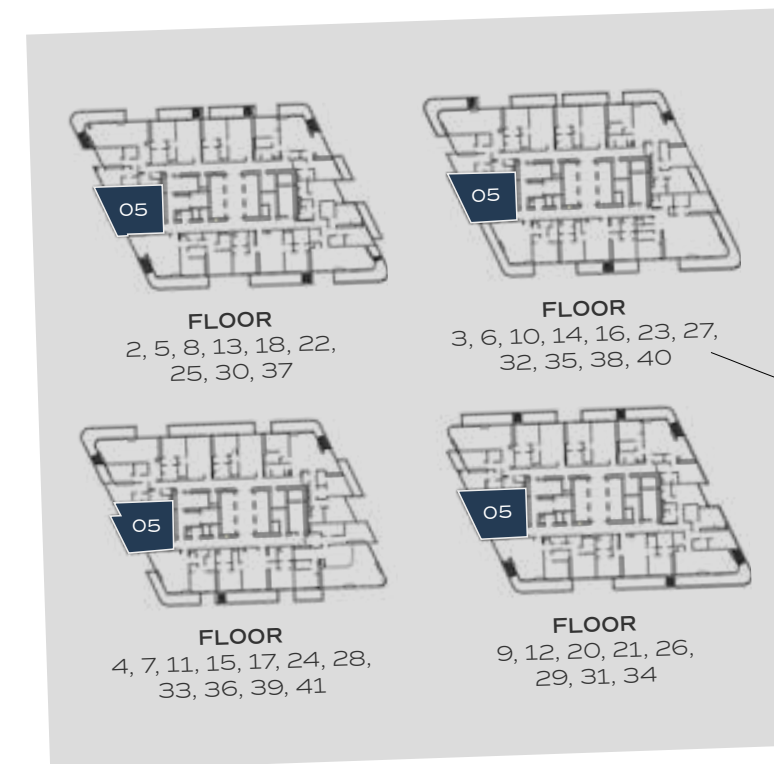 05
FLOOR
2, 5, 8, 13, 18, 22,
25, 30, 37
05
FLOOR
3, 6, 10, 14, 16, 23, 27,
32, 35, 38, 40
05
FLOOR
4, 7, 11, 15, 17, 24, 28,
33, 36, 39, 41
05
FLOOR
9, 12, 20, 21, 26,
29, 31, 34